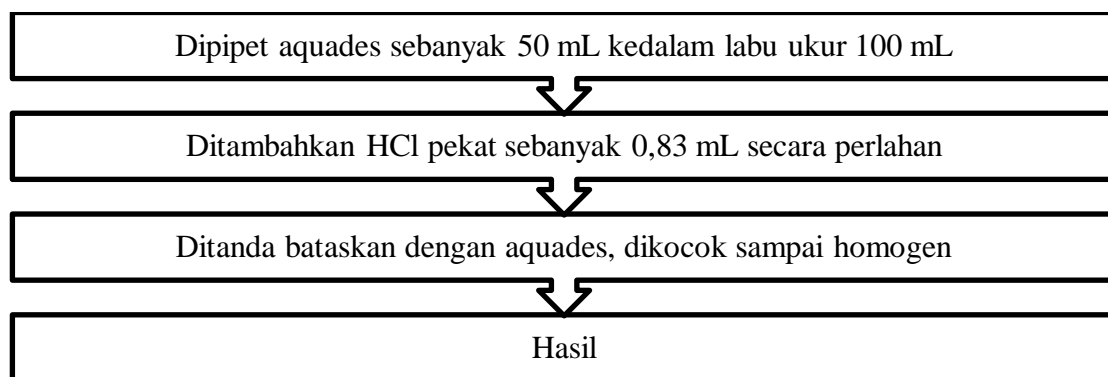 Dipipet aquades sebanyak 50 mL kedalam labu ukur 100 mL
Ditambahkan HCl pekat sebanyak 0,83 mL secara perlahan
Ditanda bataskan dengan aquades, dikocok sampai homogen
Hasil